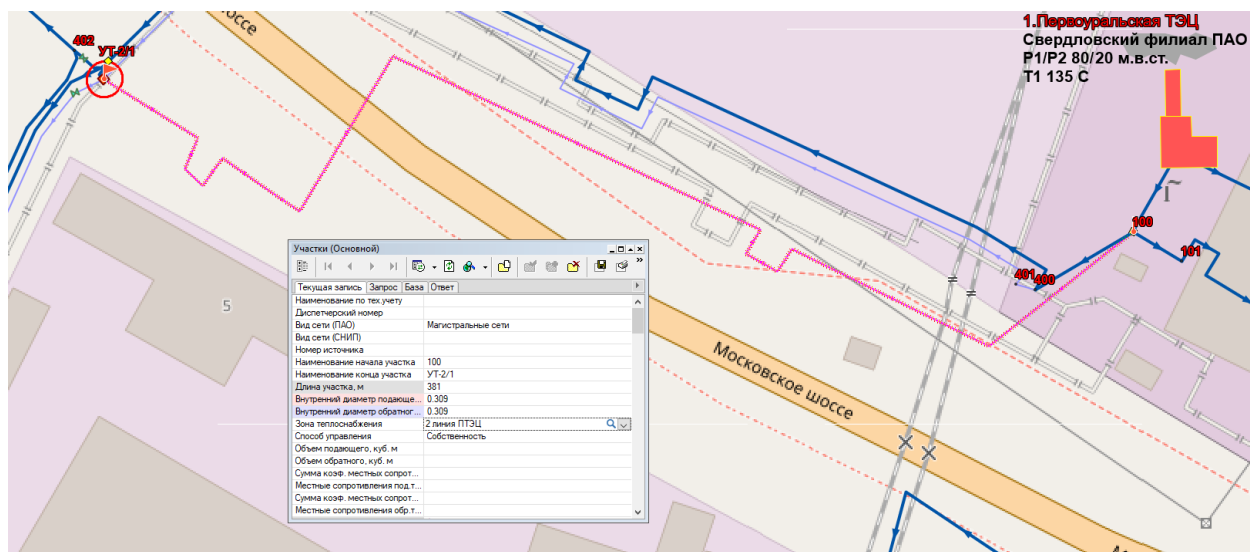 1.Первоуральская ТЭЦ
Свердловский филиал ПАО
Р1/Р2 80/20 м.в.ст.
Т1 135 С
шоссе
402
УТ-2/1
100
101
401
400
5
Московское шоссе
Участки (Основной)
Текущая запись Запрос База Ответ
Наименование по тех.учету
Диспетчерский номер
Вид сети (ПАО) Магистральные сети
Вид сети (СНИП)
Номер источника
Наименование начала участка 100
Наименование конца участка УТ-2/1
Длина участка, м 381
Внутренний диаметр подающе... 0.309
Внутренний диаметр обратног... 0.309
Зона теплоснабжения 2 линия ПТЭЦ
Способ управления Собственность
Объем подающего, куб. м
Объем обратного, куб. м
Сумма коэф. местных сопрот...
Местные сопротивления под.т...
Сумма коэф. местных сопрот...
Местные сопротивления обр.т...